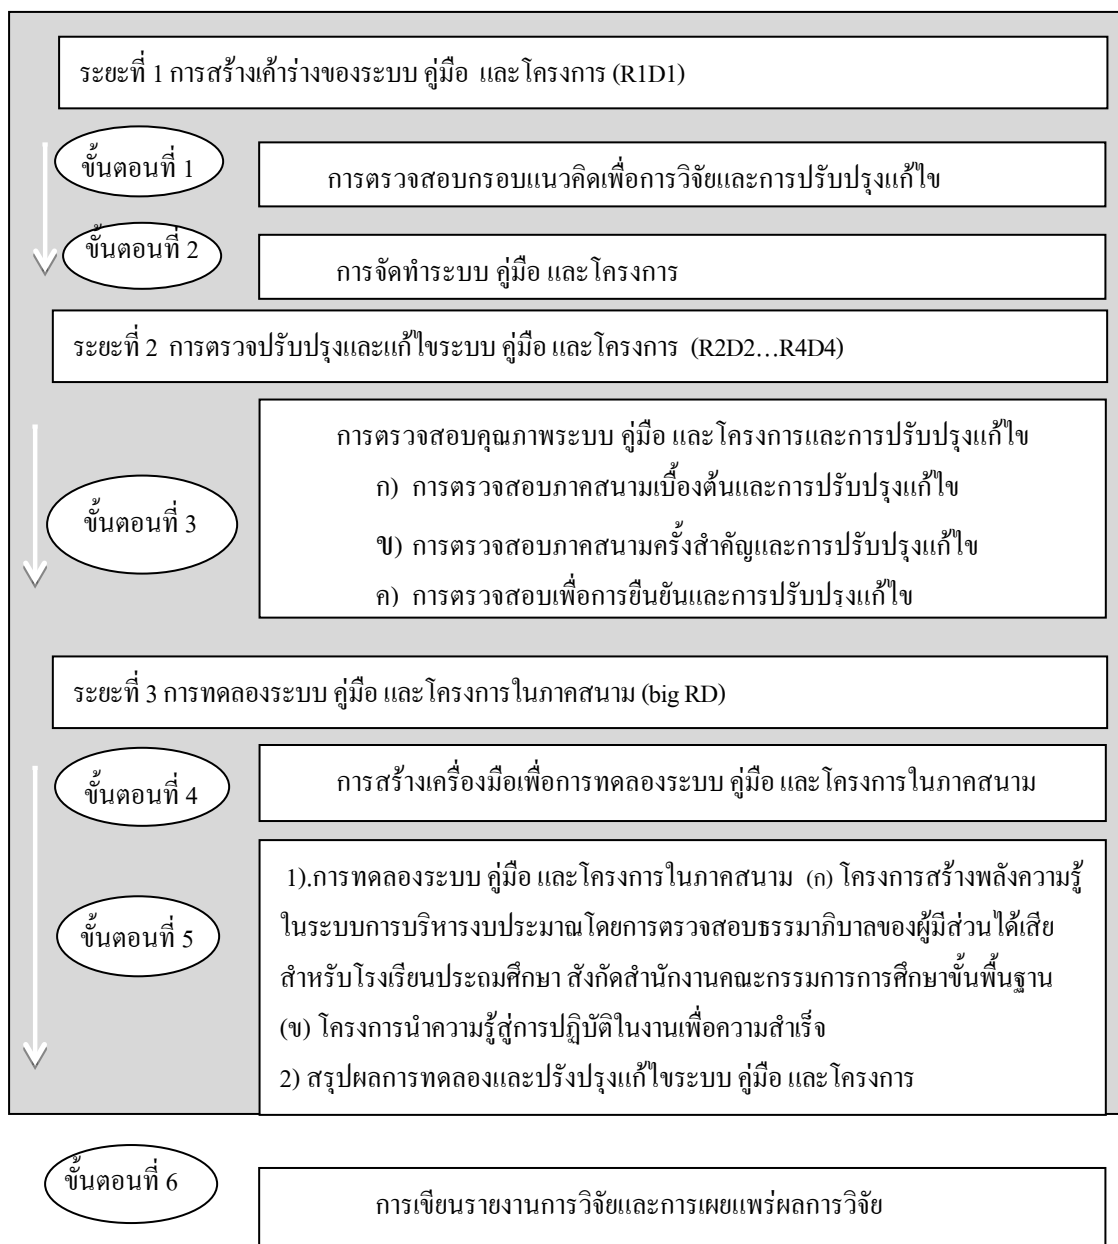 ระยะที่ 1 การสร้างเค้าร่างของระบบ คู่มือ และโครงการ (R1D1)
ขั้นตอนที่ 1
การตรวจสอบกรอบแนวคิดเพื่อการวิจัยและการปรับปรุงแก้ไข
ขั้นตอนที่ 2
การจัดทำระบบ คู่มือ และโครงการ
ระยะที่ 2 การตรวจปรับปรุงและแก้ไขระบบ คู่มือ และโครงการ (R2D2…R4D4)
ขั้นตอนที่ 3
การตรวจสอบคุณภาพระบบ คู่มือ และโครงการและการปรับปรุงแก้ไข
ก) การตรวจสอบภาคสนามเบื้องต้นและการปรับปรุงแก้ไข
ข) การตรวจสอบภาคสนามครั้งสำคัญและการปรับปรุงแก้ไข
ค) การตรวจสอบเพื่อการยืนยันและการปรับปรุงแก้ไข
ระยะที่ 3 การทดลองระบบ คู่มือ และโครงการในภาคสนาม (big RD)
ขั้นตอนที่ 4
การสร้างเครื่องมือเพื่อการทดลองระบบ คู่มือ และโครงการในภาคสนาม
ขั้นตอนที่ 5
1).การทดลองระบบ คู่มือ และโครงการในภาคสนาม (ก) โครงการสร้างพลังความรู้
ในระบบการบริหารงบประมาณโดยการตรวจสอบธรรมาภิบาลของผู้มีส่วนได้เสีย
สำหรับโรงเรียนประถมศึกษา สังกัดสำนักงานคณะกรรมการการศึกษาขั้นพื้นฐาน
(ข) โครงการนำความรู้สู่การปฏิบัติในงานเพื่อความสำเร็จ
2) สรุปผลการทดลองและปรังปรุงแก้ไขระบบ คู่มือ และโครงการ
ขั้นตอนที่ 6
การเขียนรายงานการวิจัยและการเผยแพร่ผลการวิจัย